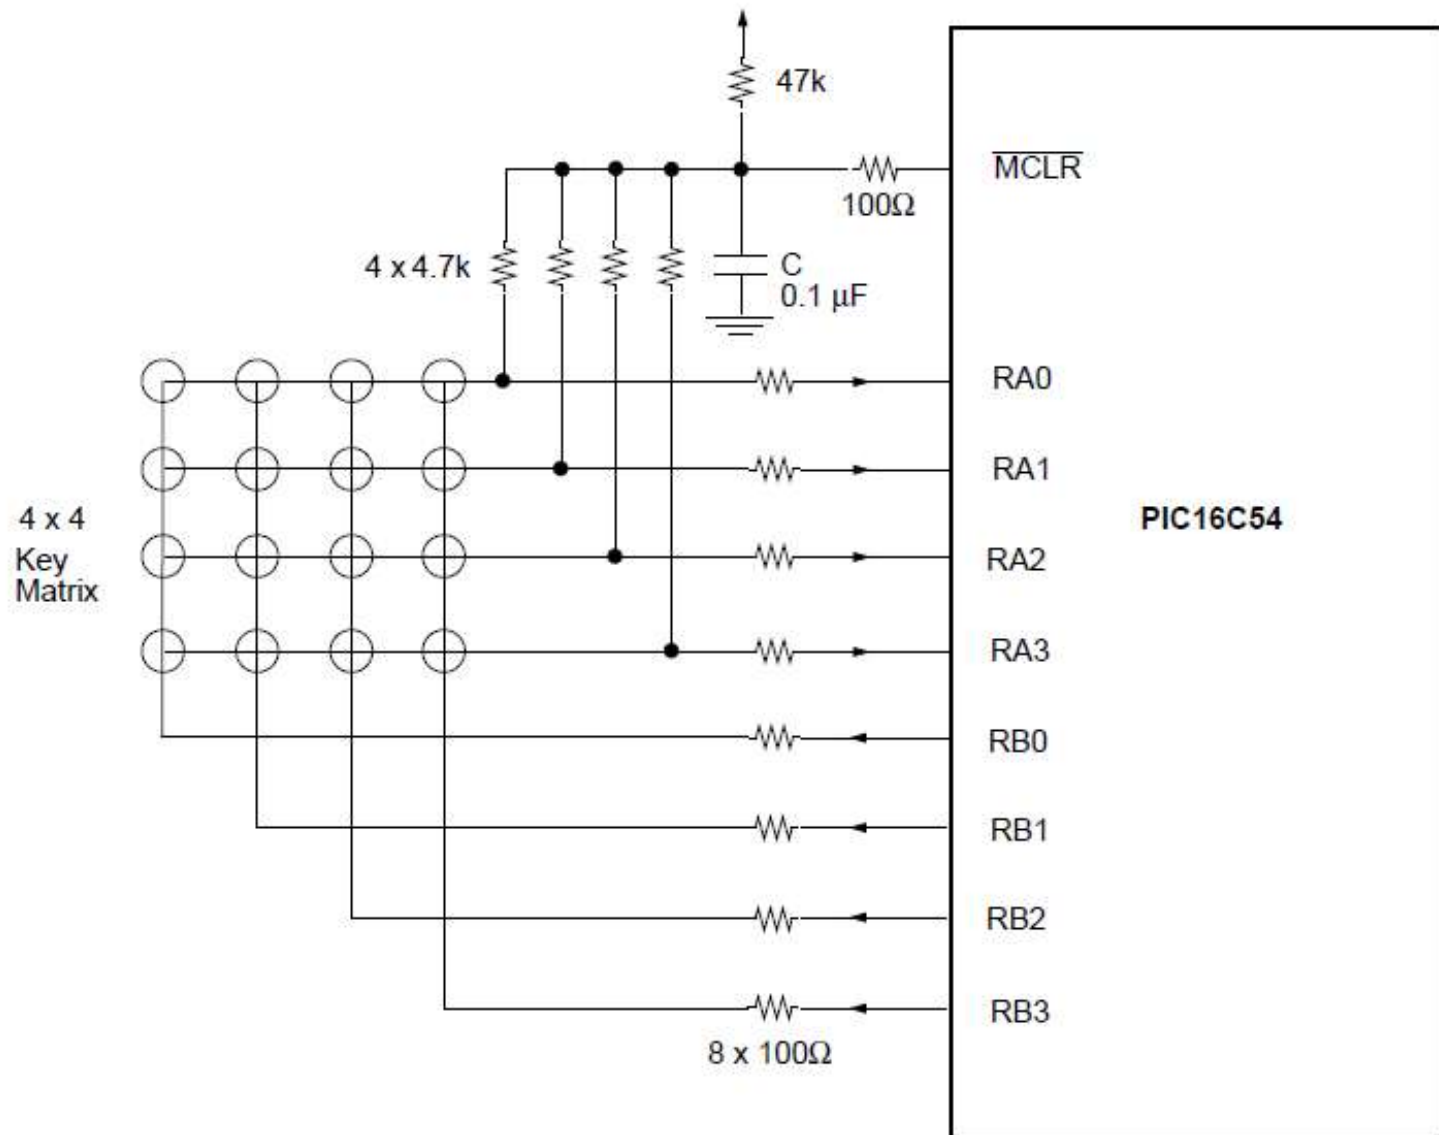 47k
M̅C̅L̅R̅
100Ω
4 x 4.7k
C
0.1 μF
RA0
RA1
4 x 4
Key
Matrix
PIC16C54
RA2
RA3
RB0
RB1
RB2
RB3
8 x 100Ω